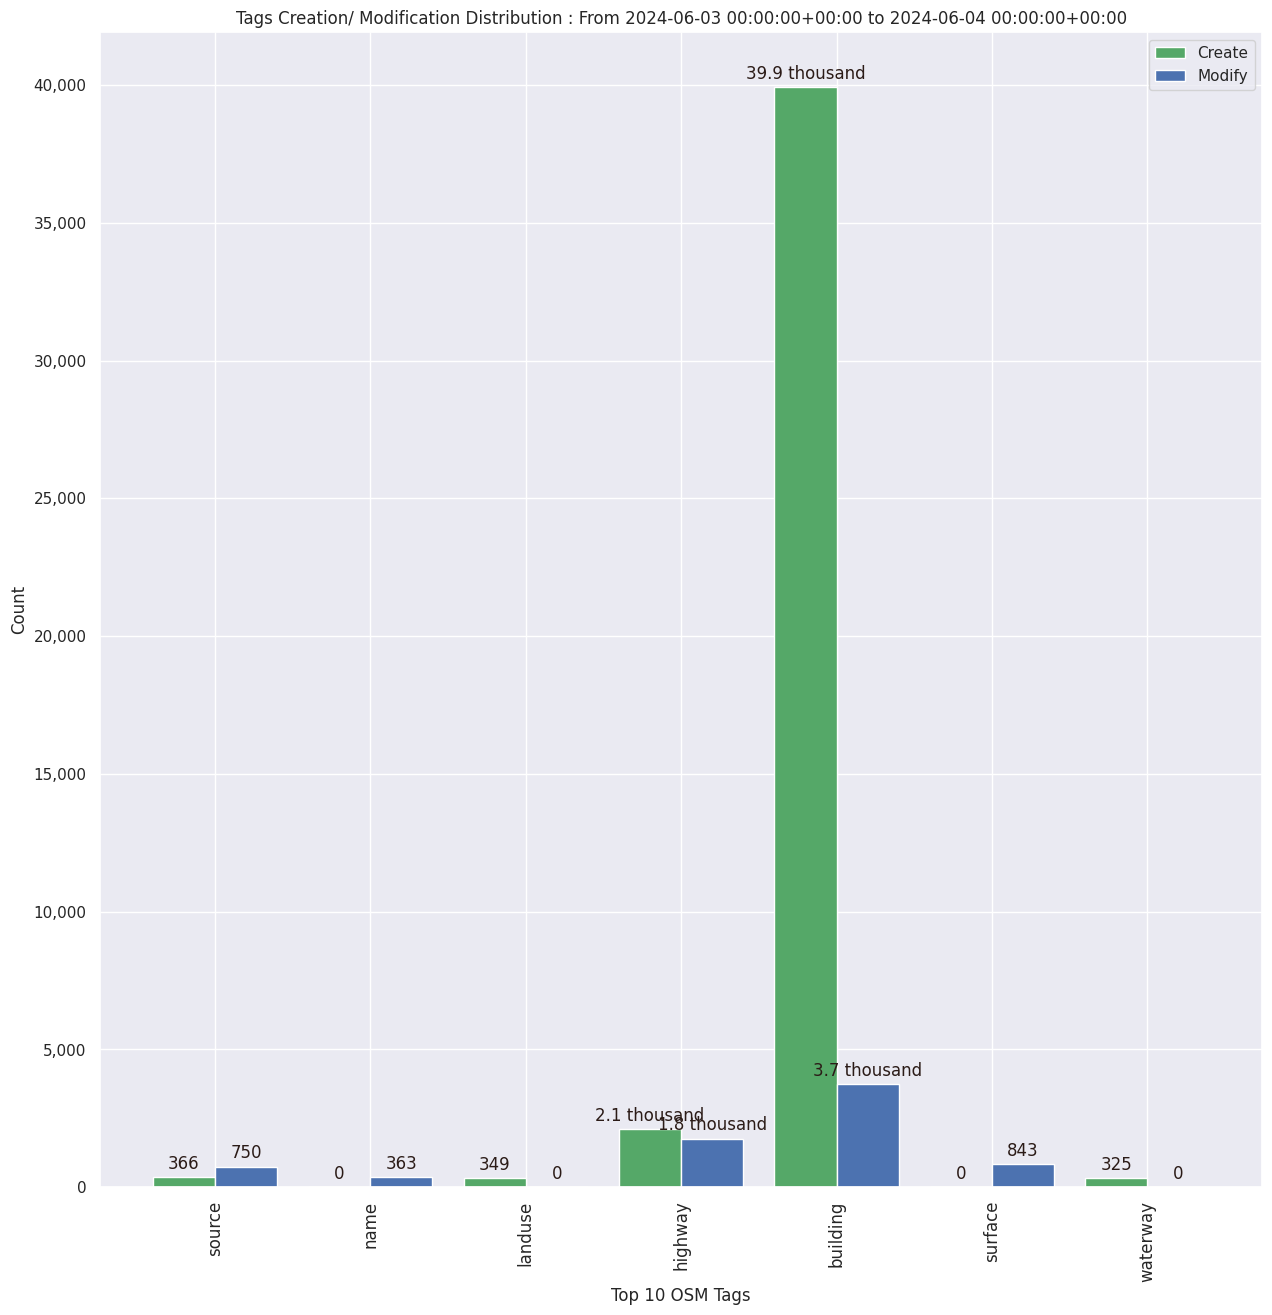 Tags Creation/ Modification Distribution : From 2024-06-03 00:00:00+00:00 to 2024-06-04 00:00:00+00:00
Create
Modify
Count
40,000
35,000
30,000
25,000
20,000
15,000
10,000
5,000
0
366
750
0
363
349
0
2.1 thousand
1.8 thousand
39.9 thousand
3.7 thousand
0
843
325
0
source
name
landuse
highway
building
surface
waterway
Top 10 OSM Tags